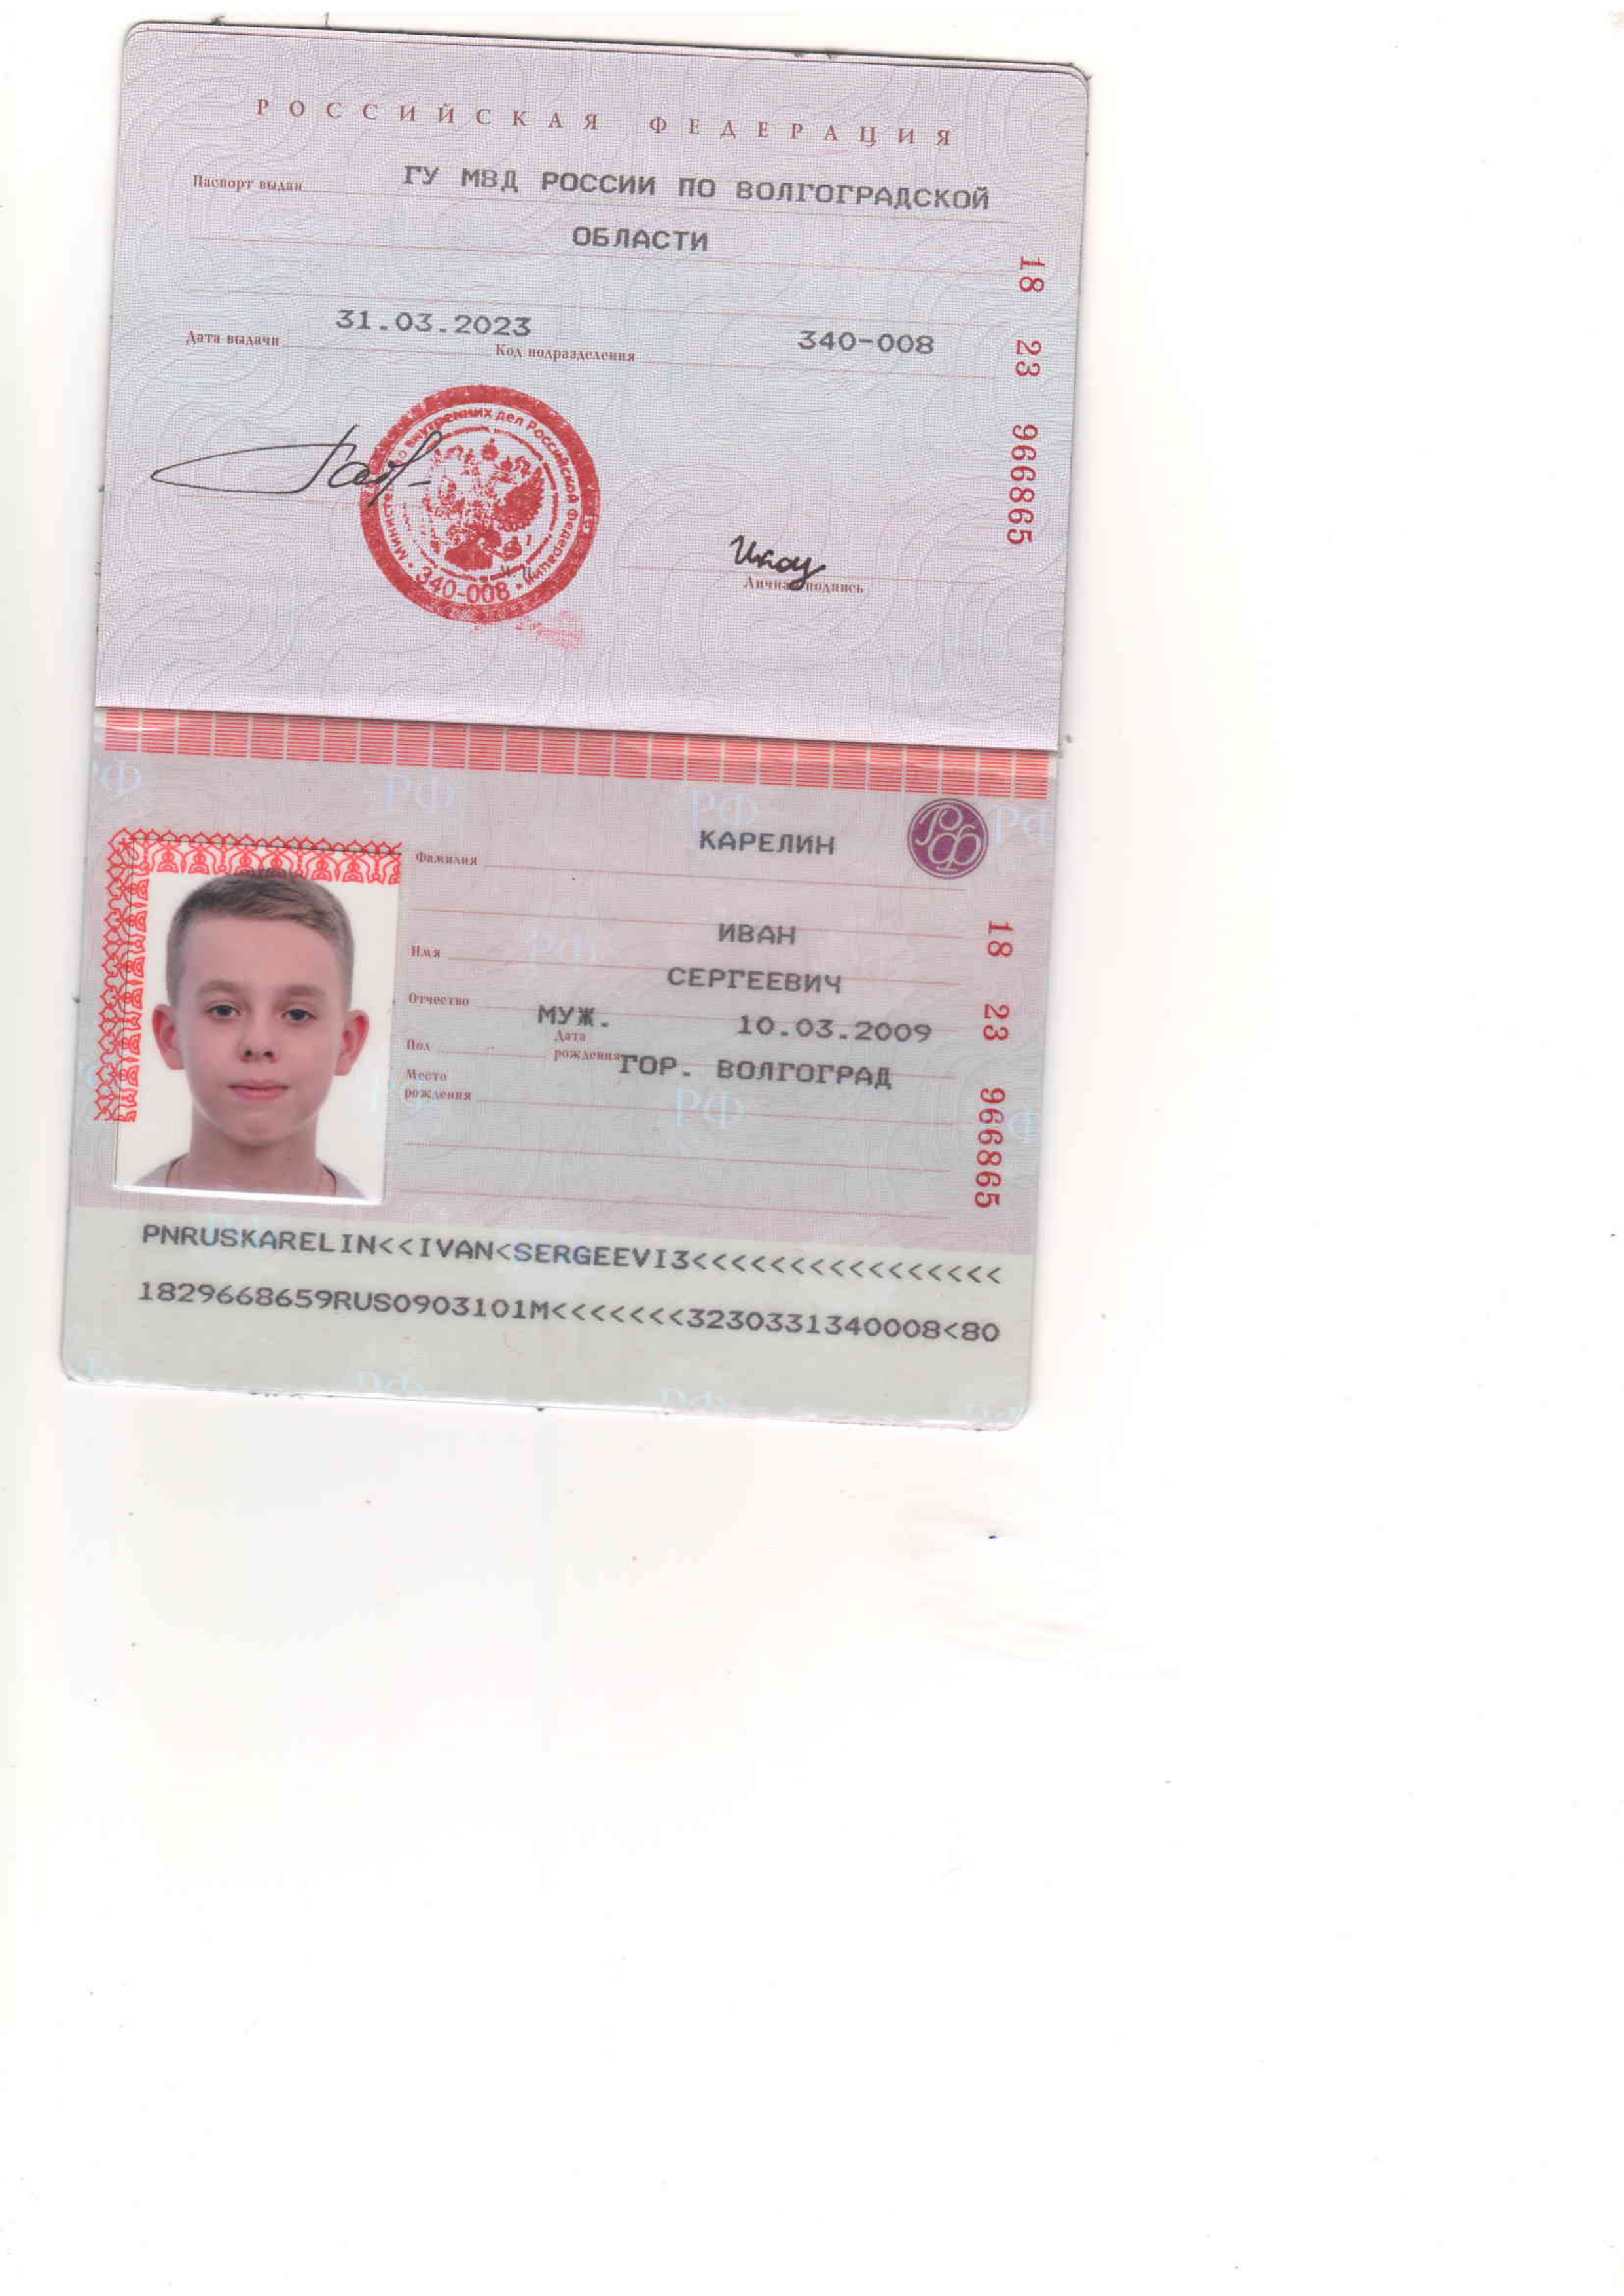 РОССИЙСКАЯ ФЕДЕРАЦИЯ
Паспорт выдан ГУ МВД РОССИИ ПО ВОЛГОГРАДСКОЙ
ОБЛАСТИ
Дата выдачи 31.03.2023 Код подразделения 340-008
18 23 966865
внутренних дел Российской Федерации
340-008
Личная подпись
КАРЕЛИН
Фамилия
ИВАН
Имя
СЕРГЕЕВИЧ
Отчество
МУЖ. 10.03.2009
Пол Дата рождения
ГОР. ВОЛГОГРАД
Место рождения
18 23 966865
PNRUSKARELIN<<IVAN<SERGEEVI3<<<<<<<<<<<<<<<<
1829668659RUS0903101M<<<<<<<3230331340008<80